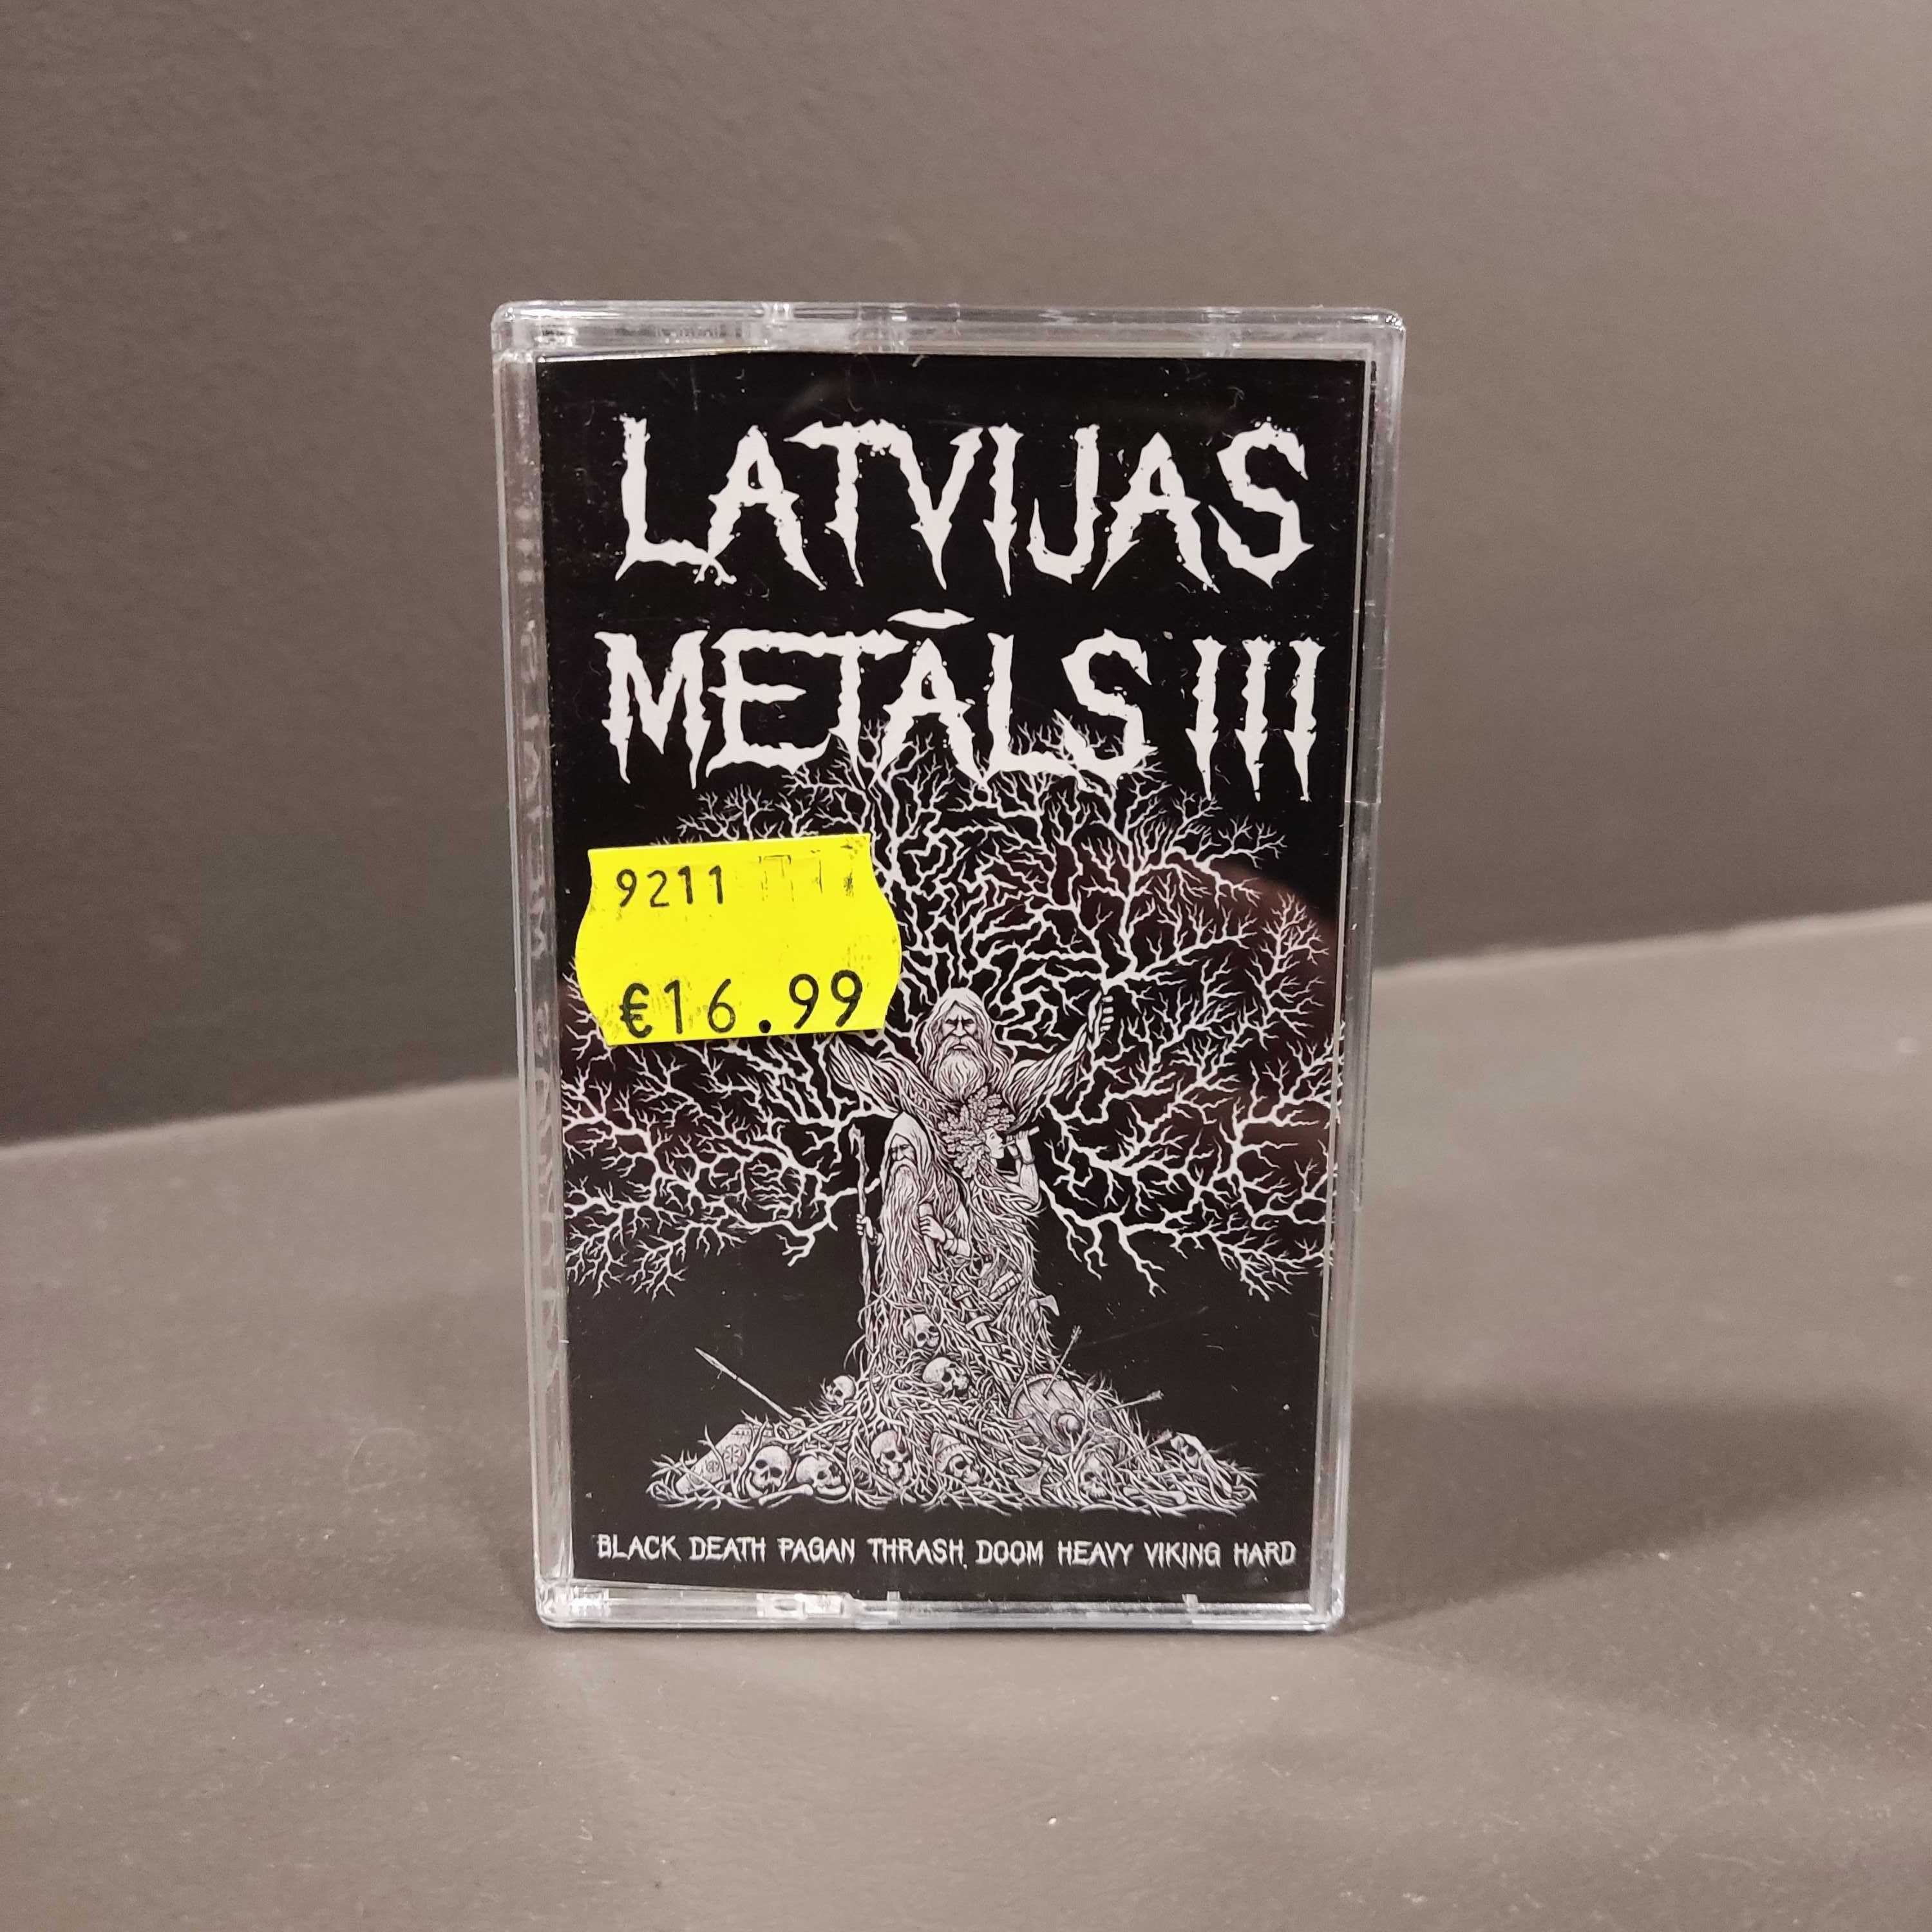 LATVIJAS
METĀLS III
9211
€16.99
BLACK DEATH PAGAN THRASH DOOM HEAVY VIKING HARD